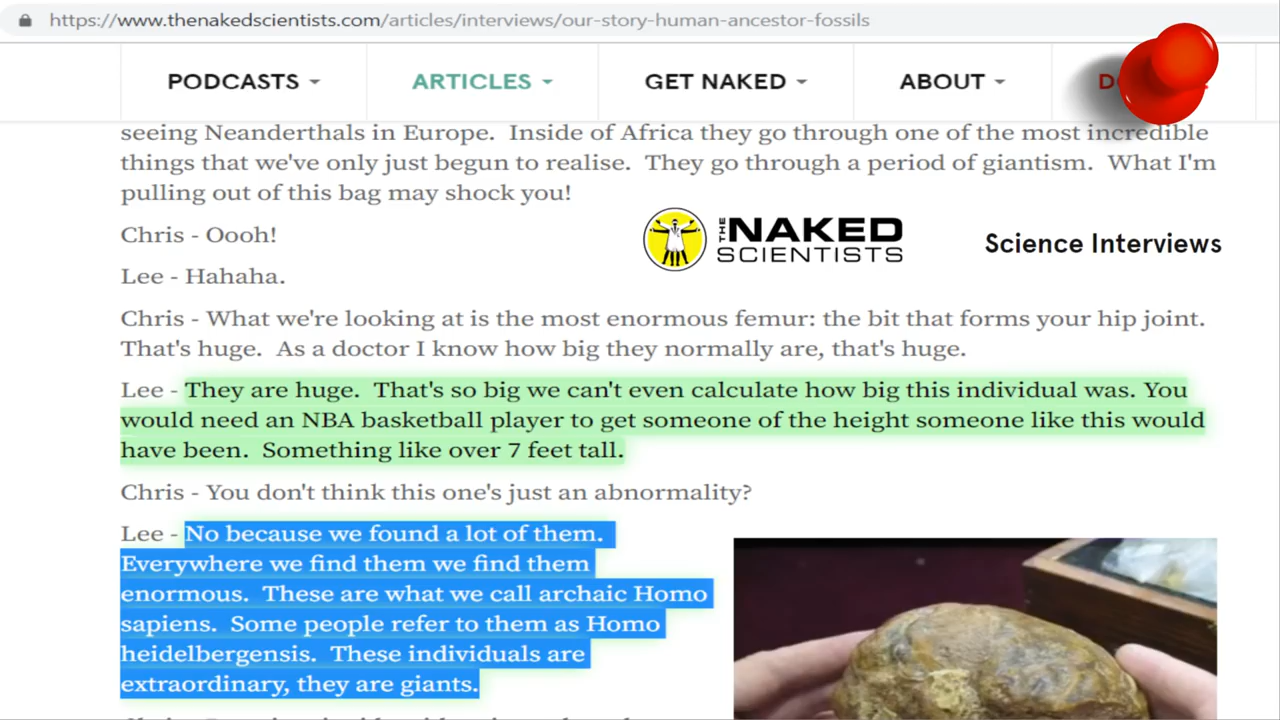 https://www.thenakedscientists.com/articles/interviews/our-story-human-ancestor-fossils
PODCASTS
ARTICLES
GET NAKED
ABOUT
seeing Neanderthals in Europe.  Inside of Africa they go through one of the most incredible
things that we've only just begun to realise.  They go through a period of giantism.  What I'm
pulling out of this bag may shock you!
Chris - Oooh!
THE NAKED
SCIENTISTS
Science Interviews
Lee - Hahaha.
Chris - What we're looking at is the most enormous femur: the bit that forms your hip joint.
That's huge.  As a doctor I know how big they normally are, that's huge.
Lee - They are huge.  That's so big we can't even calculate how big this individual was. You
would need an NBA basketball player to get someone of the height someone like this would
have been.  Something like over 7 feet tall.
Chris - You don't think this one's just an abnormality?
Lee - No because we found a lot of them.
Everywhere we find them we find them
enormous.  These are what we call archaic Homo
sapiens.  Some people refer to them as Homo
heidelbergensis.  These individuals are
extraordinary, they are giants.